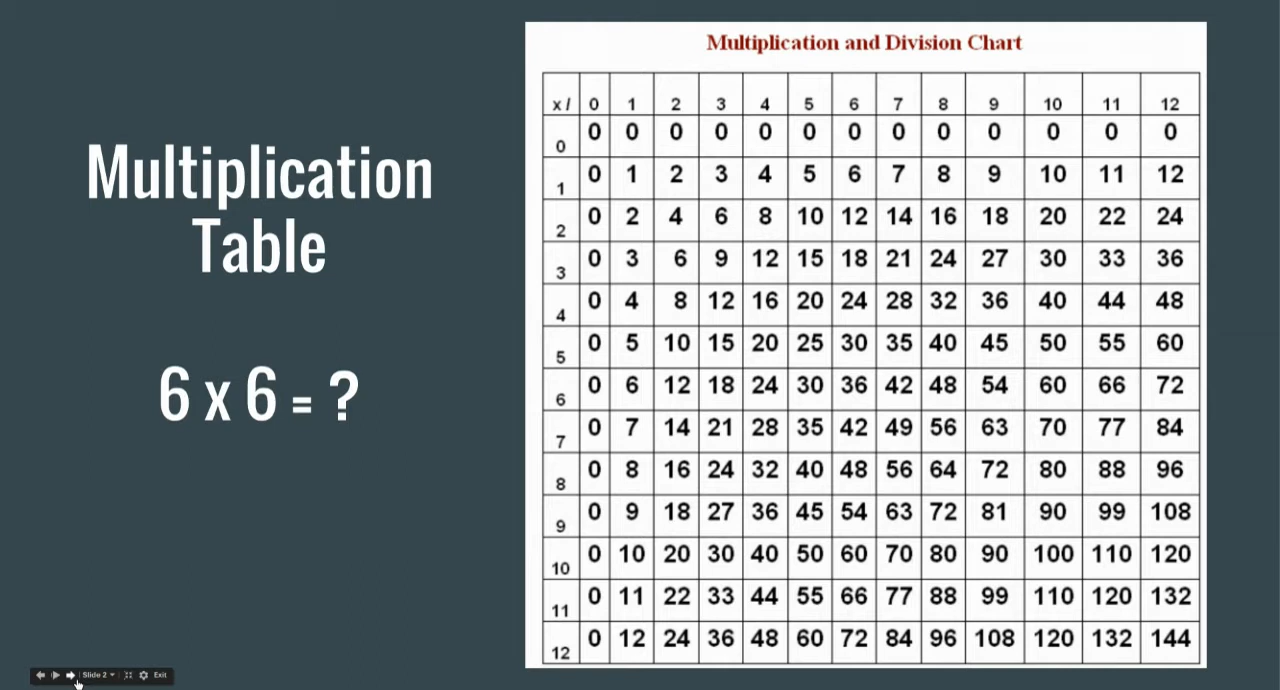 Multiplication
Table
6 x 6 = ?
Multiplication and Division Chart
x / 0 1 2 3 4 5 6 7 8 9 10 11 12
0 0 0 0 0 0 0 0 0 0 0 0 0 0
1 0 1 2 3 4 5 6 7 8 9 10 11 12
2 0 2 4 6 8 10 12 14 16 18 20 22 24
3 0 3 6 9 12 15 18 21 24 27 30 33 36
4 0 4 8 12 16 20 24 28 32 36 40 44 48
5 0 5 10 15 20 25 30 35 40 45 50 55 60
6 0 6 12 18 24 30 36 42 48 54 60 66 72
7 0 7 14 21 28 35 42 49 56 63 70 77 84
8 0 8 16 24 32 40 48 56 64 72 80 88 96
9 0 9 18 27 36 45 54 63 72 81 90 99 108
10 0 10 20 30 40 50 60 70 80 90 100 110 120
11 0 11 22 33 44 55 66 77 88 99 110 120 132
12 0 12 24 36 48 60 72 84 96 108 120 132 144
Slide 2 Exit